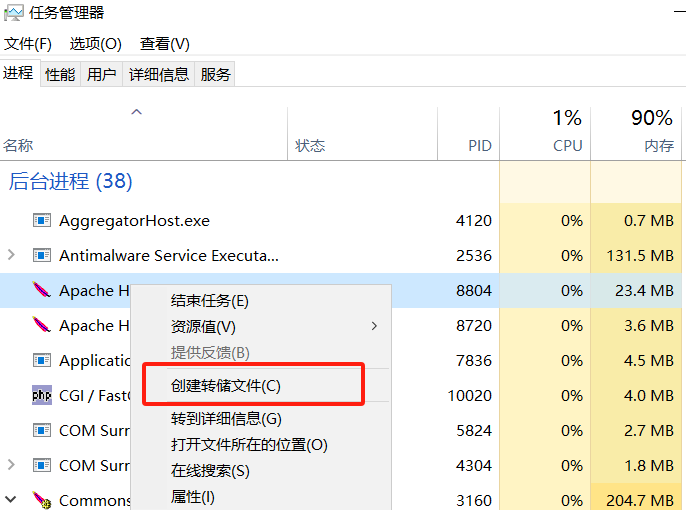 任务管理器
文件(F) 选项(O) 查看(V)
进程 性能 用户 详细信息 服务
1% 90%
名称 状态 PID CPU 内存
后台进程 (38)
AggregatorHost.exe 4120 0% 0.7 MB
Antimalware Service Executa... 2536 0% 131.5 MB
Apache H 8804 0% 23.4 MB
结束任务(E)
Apache H 资源值(V) 8720 0% 3.6 MB
提供反馈(B)
Applicatio 7836 0% 4.5 MB
创建转储文件(C)
php CGI / Fast 10020 0% 4.0 MB
转到详细信息(G)
COM Surr 5824 0% 2.7 MB
打开文件所在的位置(O)
COM Surr 在线搜索(S) 4304 0% 1.8 MB
属性(I)
Commons 3160 0% 204.7 MB